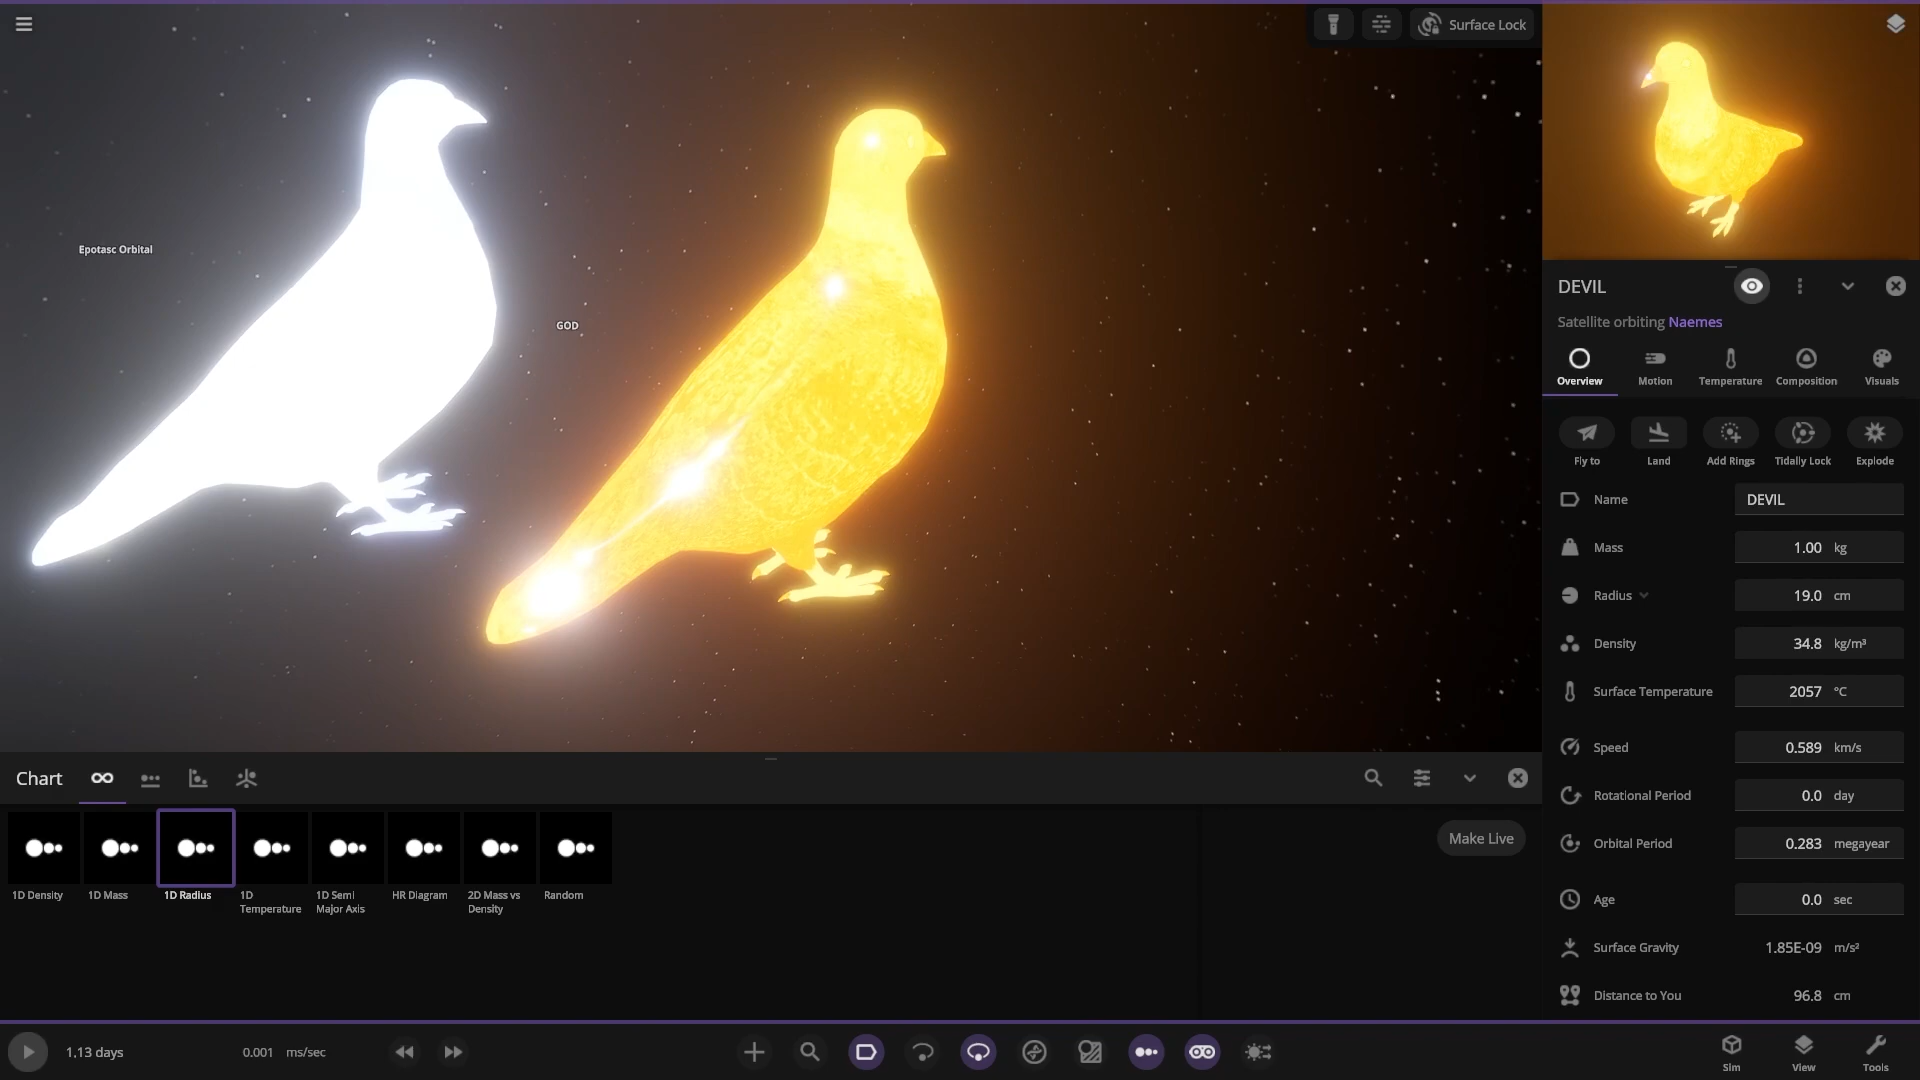 Surface Lock
Epotasc Orbital
GOD
DEVIL
Satellite orbiting Naemes
Overview
Motion
Temperature
Composition
Visuals
Fly to
Land
Add Rings
Tidally Lock
Explode
Name DEVIL
Mass 1.00 kg
Radius 19.0 cm
Density 34.8 kg/m³
Surface Temperature 2057 °C
Speed 0.589 km/s
Rotational Period 0.0 day
Orbital Period 0.283 megayear
Age 0.0 sec
Surface Gravity 1.85E-09 m/s²
Distance to You 96.8 cm
Chart
Make Live
1D Density
1D Mass
1D Radius
1D
Temperature
1D Semi
Major Axis
HR Diagram
2D Mass vs
Density
Random
1.13 days
0.001 ms/sec
Sim
View
Tools